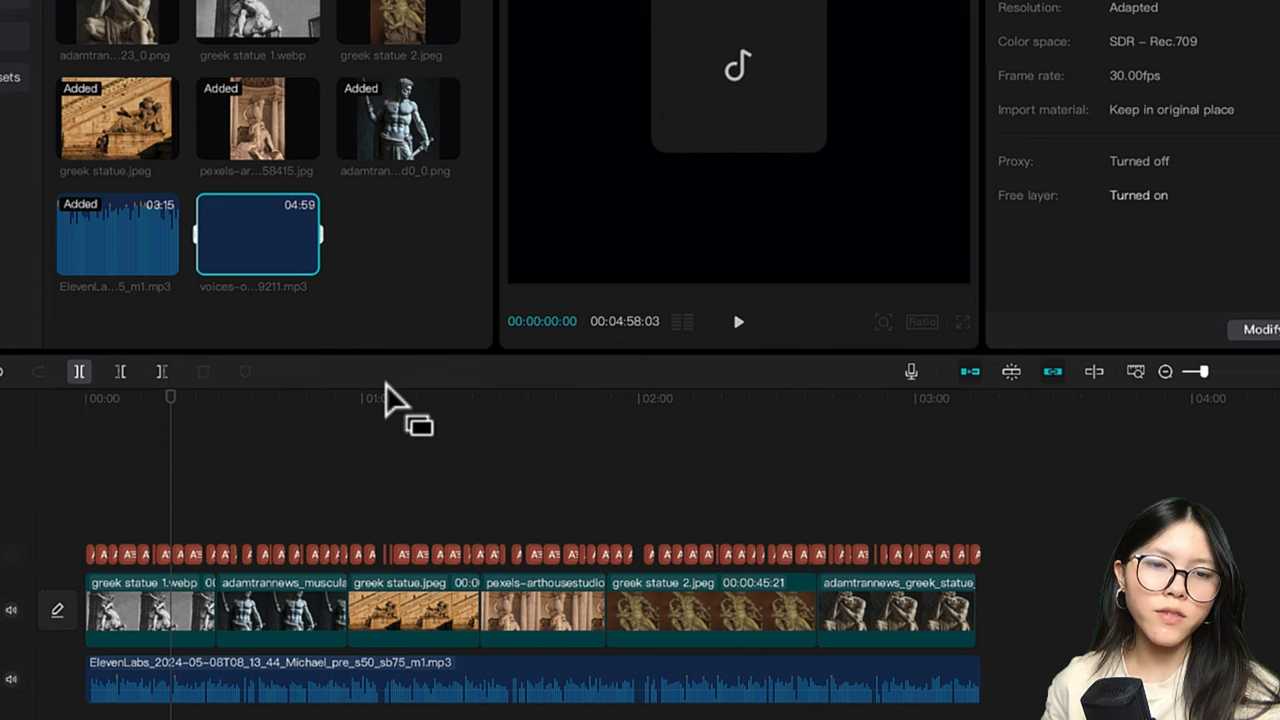 sets
adamtran...23_0.png
greek statue 1.webp
greek statue 2.jpeg
Added
Added
Added
greek statue.jpeg
pexels-ar...58415.jpg
adamtran...d0_0.png
Added
03:15
04:59
ElevenLa...5_m1.mp3
voices-o...9211.mp3
00:00:00:00
00:04:58:03
Ratio
Resolution:
Adapted
Color space:
SDR – Rec.709
Frame rate:
30.00fps
Import material:
Keep in original place
Proxy:
Turned off
Free layer:
Turned on
Modify
00:00
01:0
02:00
03:00
04:00
greek statue 1.webp
adamtrannews_muscula
greek statue.jpeg 00:0
pexels-arthousestudio
greek statue 2.jpeg 00:00:45:21
adamtrannews_greek_statue_
ElevenLabs_2024-05-08T08_13_44_Michael_pre_s50_sb75_m1.mp3